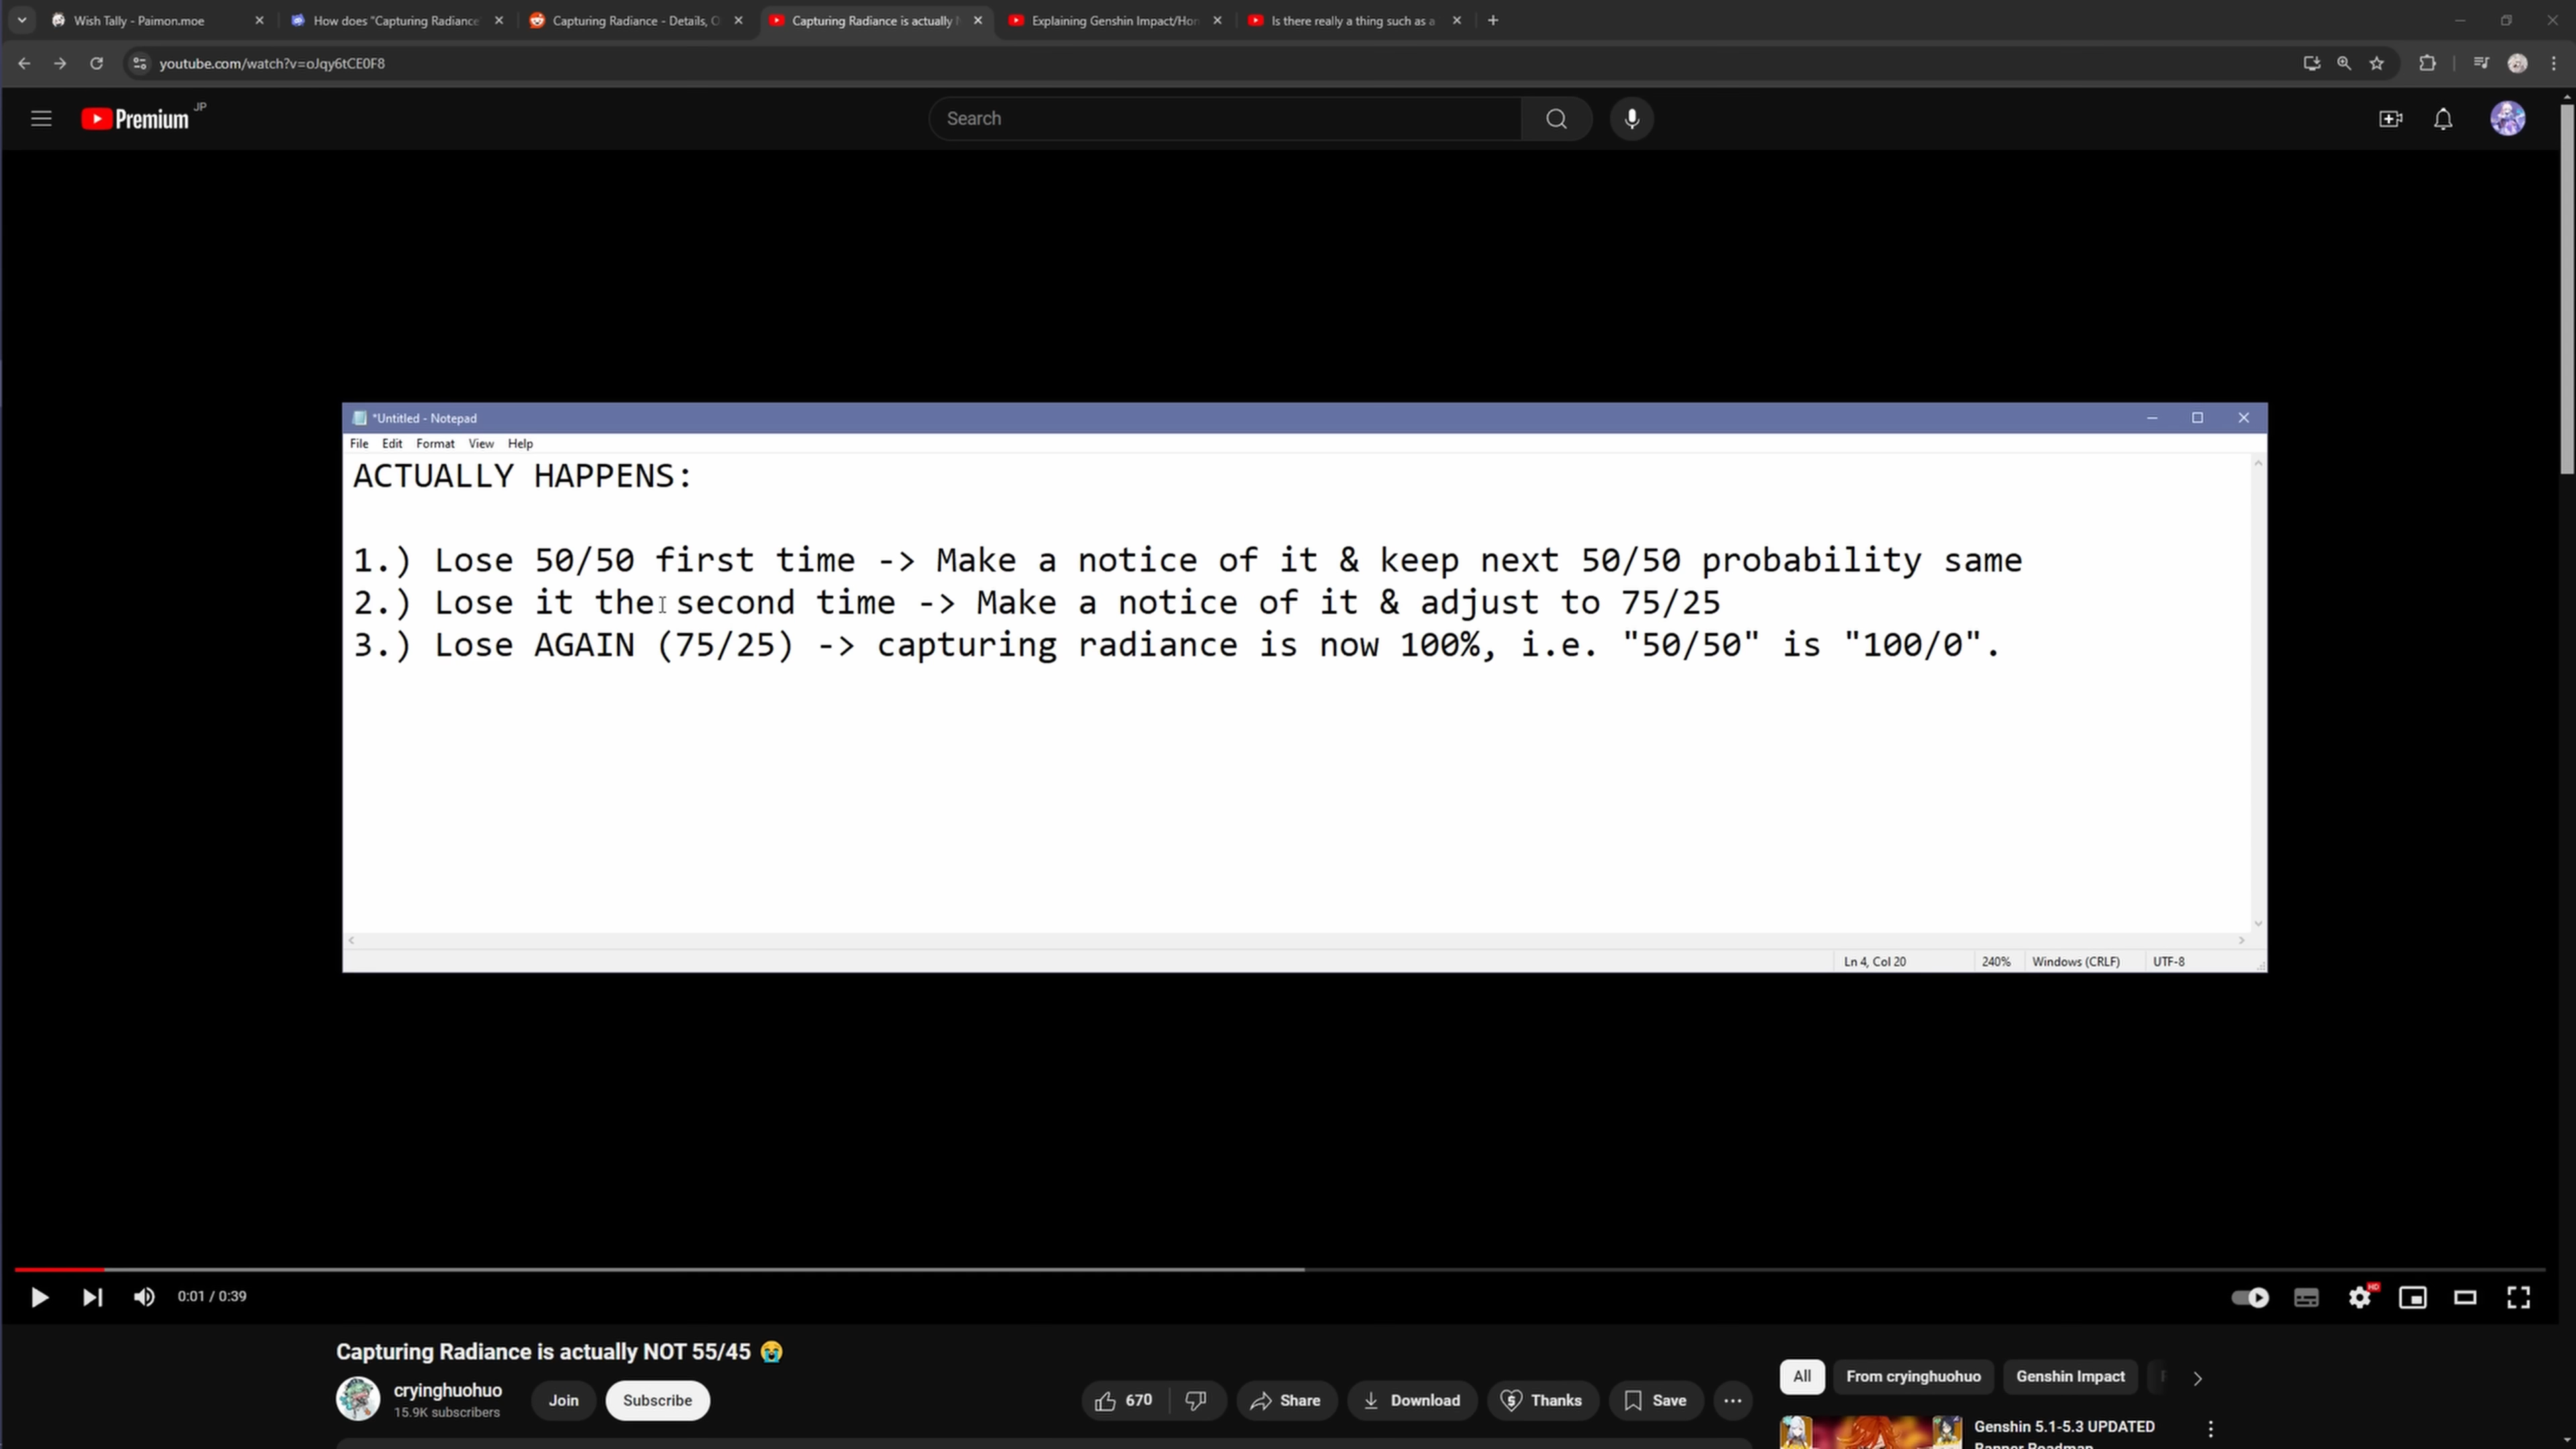 Wish Tally - Paimon.moe
How does "Capturing Radiance"
Capturing Radiance - Details, O
Capturing Radiance is actually
Explaining Genshin Impact/Hon
Is there really a thing such as a
youtube.com/watch?v=oJqy6tCE0F8
Premium JP
Search
*Untitled - Notepad
File Edit Format View Help
ACTUALLY HAPPENS:
1.) Lose 50/50 first time -> Make a notice of it & keep next 50/50 probability same
2.) Lose it the second time -> Make a notice of it & adjust to 75/25
3.) Lose AGAIN (75/25) -> capturing radiance is now 100%, i.e. "50/50" is "100/0".
Ln 4, Col 20 240% Windows (CRLF) UTF-8
0:01 / 0:39
HD
Capturing Radiance is actually NOT 55/45 😭
cryinghuohuo
15.9K subscribers
Join
Subscribe
670
Share
Download
Thanks
Save
All
From cryinghuohuo
Genshin Impact
Genshin 5.1-5.3 UPDATED
Banner Roadmap